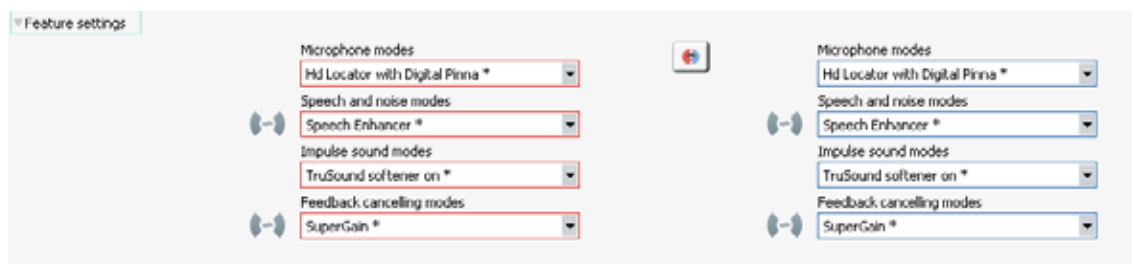 Feature settings
Microphone modes
Hd Locator with Digital Pinna *
Speech and noise modes
Speech Enhancer *
Impulse sound modes
TruSound softener on *
Feedback cancelling modes
SuperGain *
Microphone modes
Hd Locator with Digital Pinna *
Speech and noise modes
Speech Enhancer *
Impulse sound modes
TruSound softener on *
Feedback cancelling modes
SuperGain *